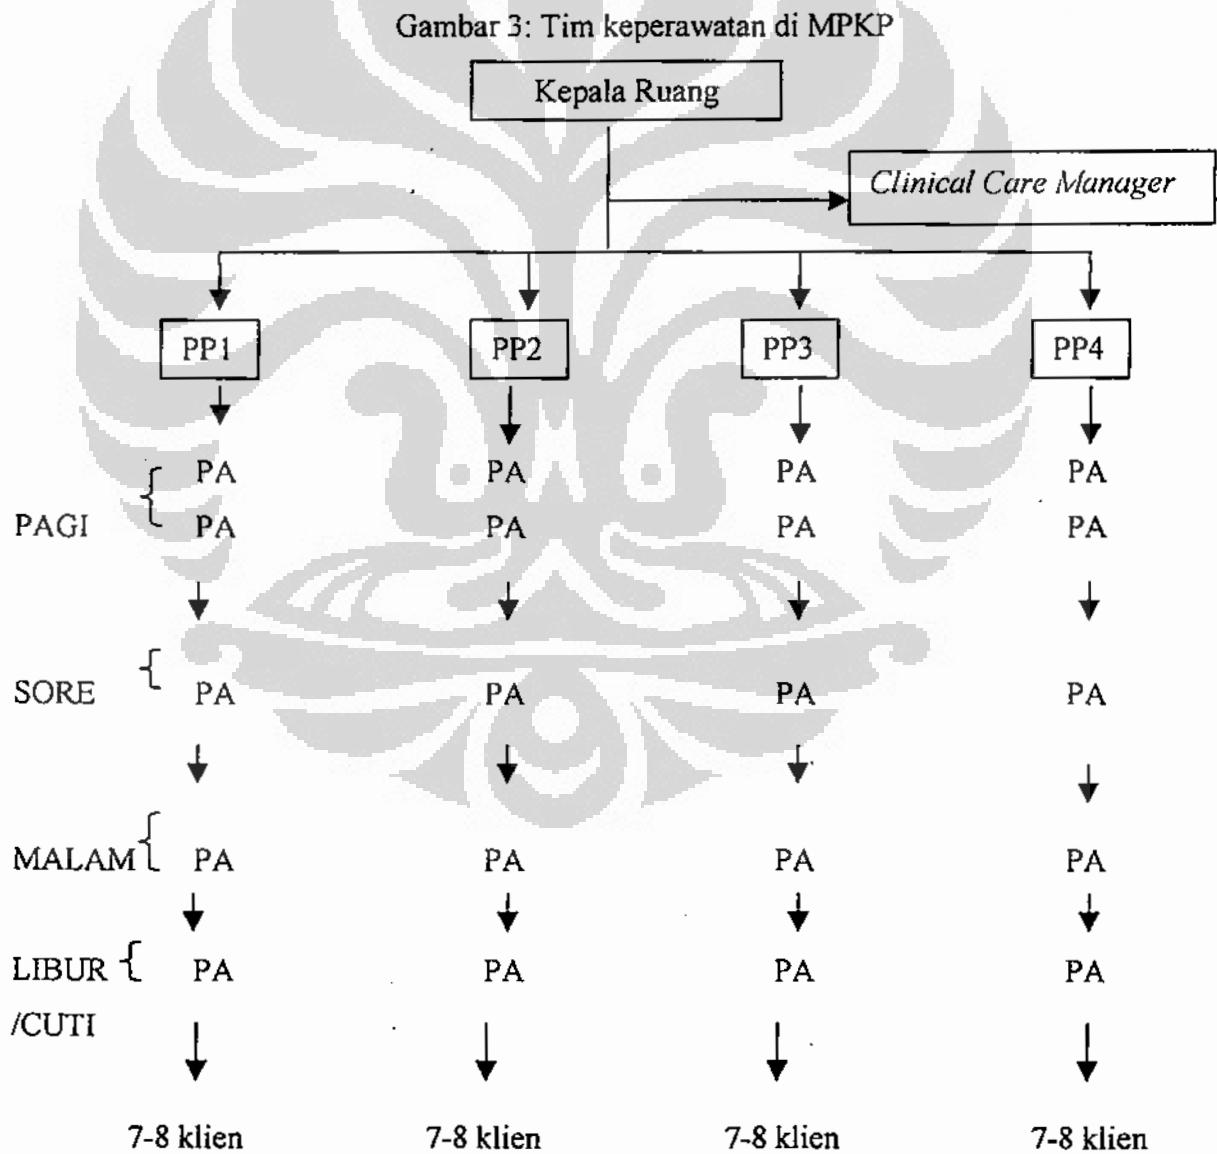 Gambar 3: Tim keperawatan di MPKP
Kepala Ruang
Clinical Care Manager
PP1 PP2 PP3 PP4
PA PA PA PA
PAGI PA PA PA PA
SORE PA PA PA PA
MALAM PA PA PA PA
LIBUR PA PA PA PA
/CUTI
7-8 klien 7-8 klien 7-8 klien 7-8 klien